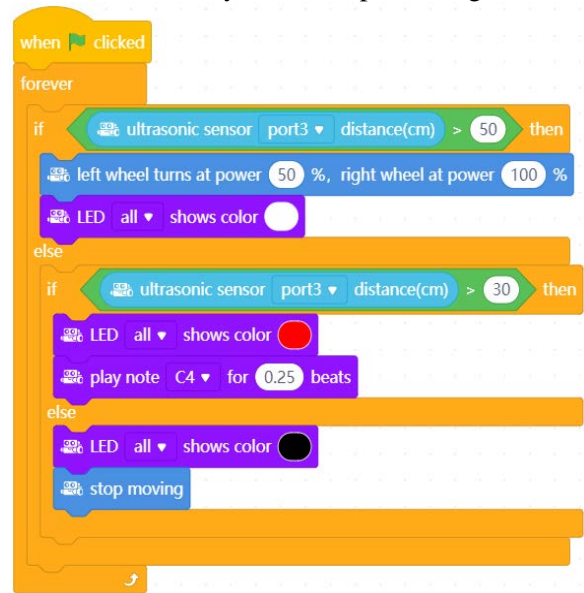 when clicked
forever
if ultrasonic sensor port3 distance(cm) > 50 then
left wheel turns at power 50 %, right wheel at power 100 %
LED all shows color
else
if ultrasonic sensor port3 distance(cm) > 30 then
LED all shows color
play note C4 for 0.25 beats
else
LED all shows color
stop moving